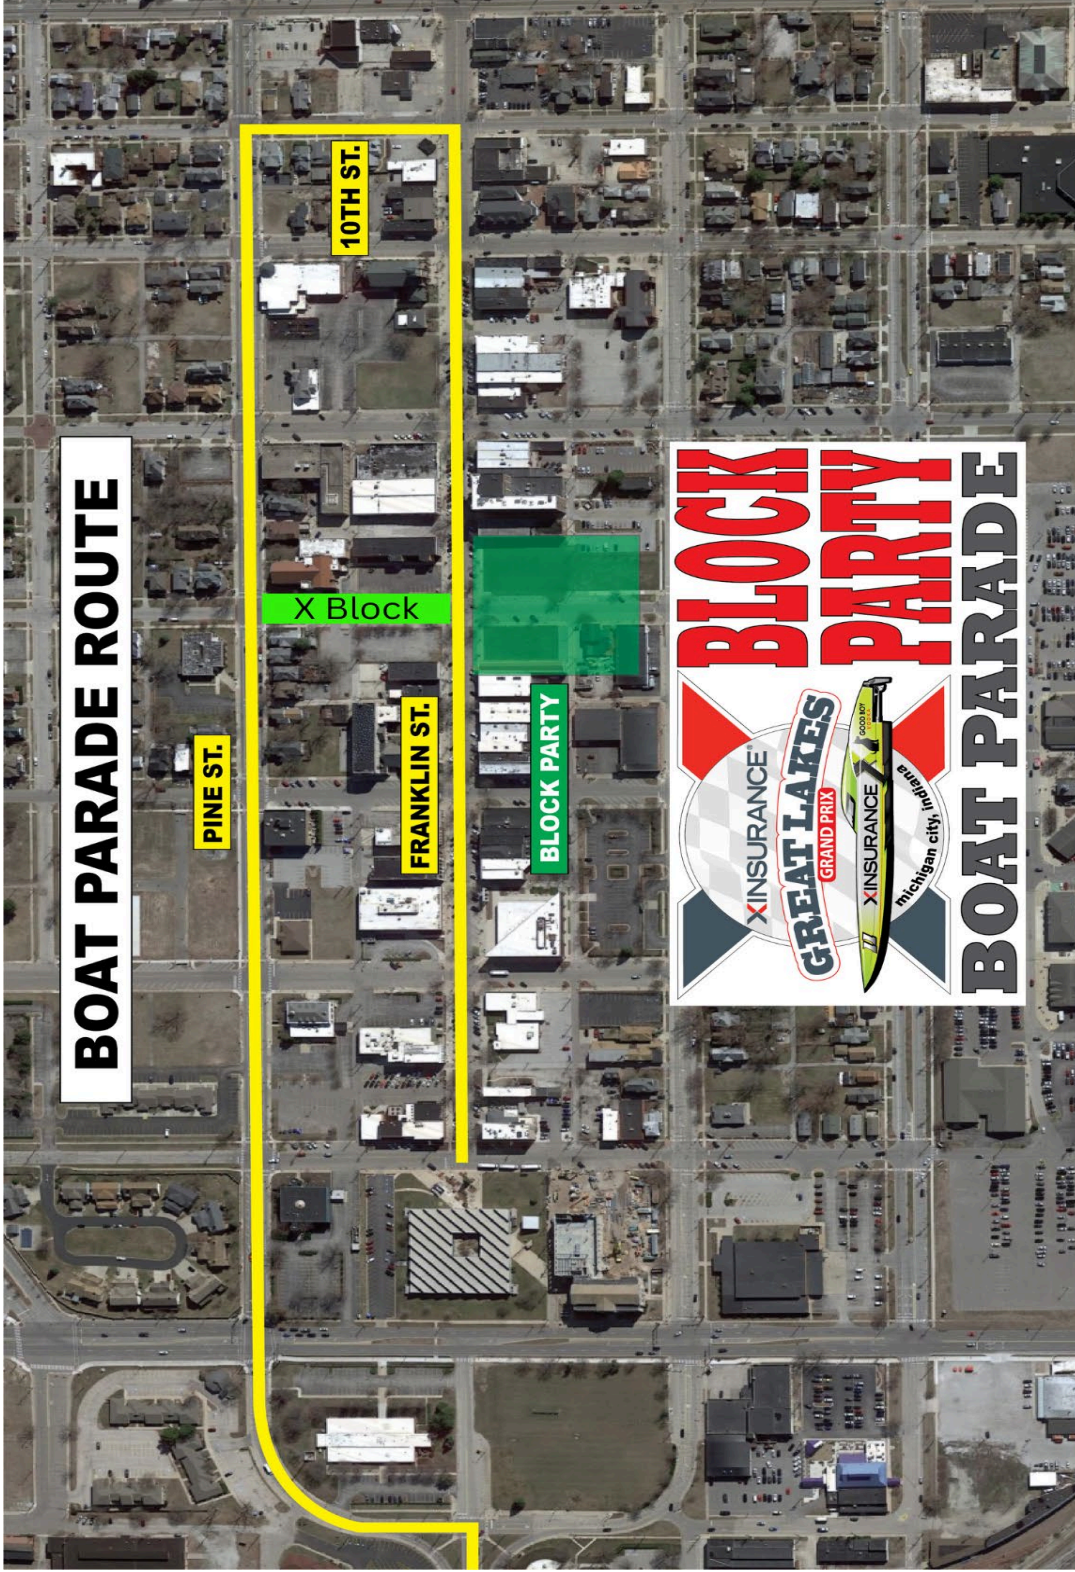 BOAT PARADE ROUTE
PINE ST.
10TH ST.
X Block
FRANKLIN ST.
BLOCK PARTY
BLOCK
PARTY
BOAT PARADE
XINSURANCE®
GREAT LAKES
GRAND PRIX
XINSURANCE
GOOD BOY
VODKA
michigan city, indiana